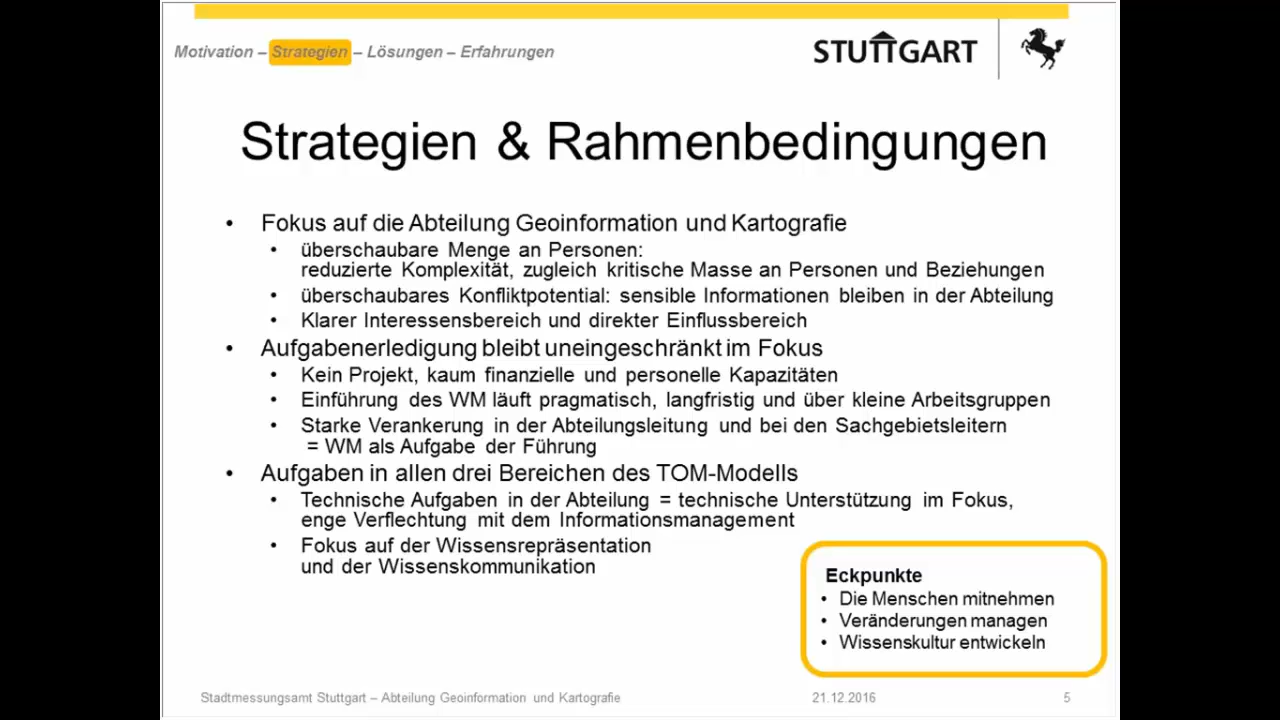 Motivation – Strategien – Lösungen – Erfahrungen
STUTTGART
Strategien & Rahmenbedingungen
• Fokus auf die Abteilung Geoinformation und Kartografie
• überschaubare Menge an Personen:
reduzierte Komplexität, zugleich kritische Masse an Personen und Beziehungen
• überschaubares Konfliktpotential: sensible Informationen bleiben in der Abteilung
• Klarer Interessensbereich und direkter Einflussbereich
• Aufgabenerledigung bleibt uneingeschränkt im Fokus
• Kein Projekt, kaum finanzielle und personelle Kapazitäten
• Einführung des WM läuft pragmatisch, langfristig und über kleine Arbeitsgruppen
• Starke Verankerung in der Abteilungsleitung und bei den Sachgebietsleitern
= WM als Aufgabe der Führung
• Aufgaben in allen drei Bereichen des TOM-Modells
• Technische Aufgaben in der Abteilung = technische Unterstützung im Fokus,
enge Verflechtung mit dem Informationsmanagement
• Fokus auf der Wissensrepräsentation
und der Wissenskommunikation
Eckpunkte
• Die Menschen mitnehmen
• Veränderungen managen
• Wissenskultur entwickeln
Stadtmessungsamt Stuttgart – Abteilung Geoinformation und Kartografie 21.12.2016 5